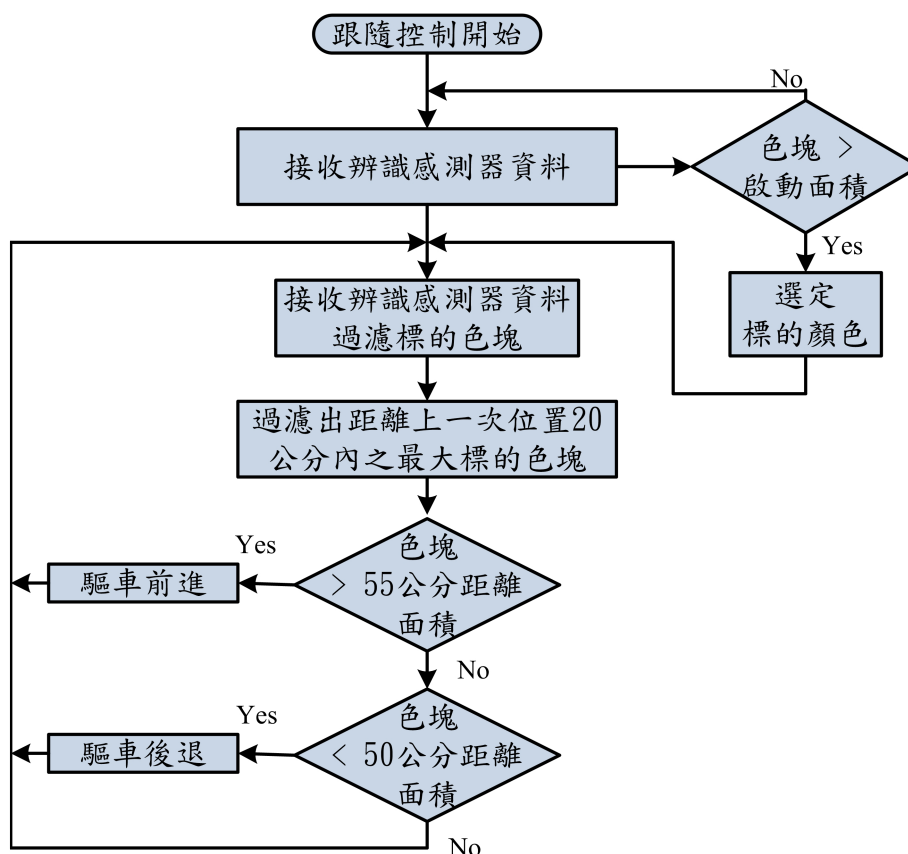 跟隨控制開始
No
接收辨識感測器資料
色塊 >
啟動面積
Yes
選定
標的顏色
接收辨識感測器資料
過濾標的色塊
過濾出距離上一次位置20
公分內之最大標的色塊
色塊
> 55公分距離
面積
Yes
驅車前進
No
色塊
< 50公分距離
面積
Yes
驅車後退
No